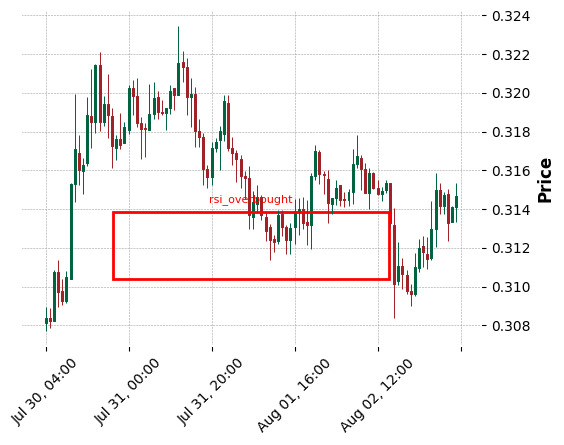 0.324
0.322
0.320
0.318
0.316
0.314
0.312
0.310
0.308
Price
rsi_overbought
Jul 30, 04:00
Jul 31, 00:00
Jul 31, 20:00
Aug 01, 16:00
Aug 02, 12:00